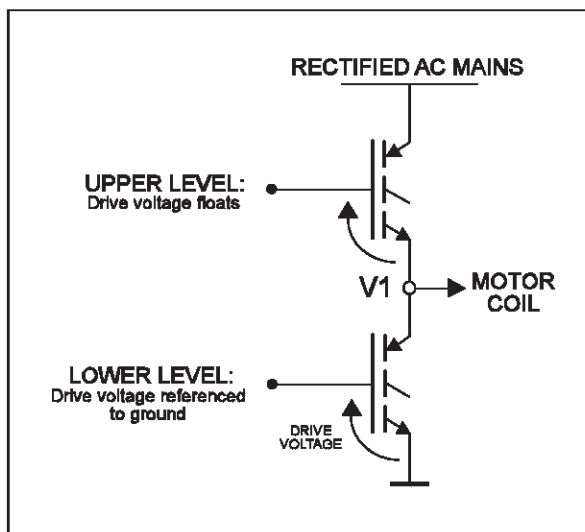 RECTIFIED AC MAINS
UPPER LEVEL:
Drive voltage floats
V1
MOTOR
COIL
LOWER LEVEL:
Drive voltage referenced
to ground
DRIVE
VOLTAGE